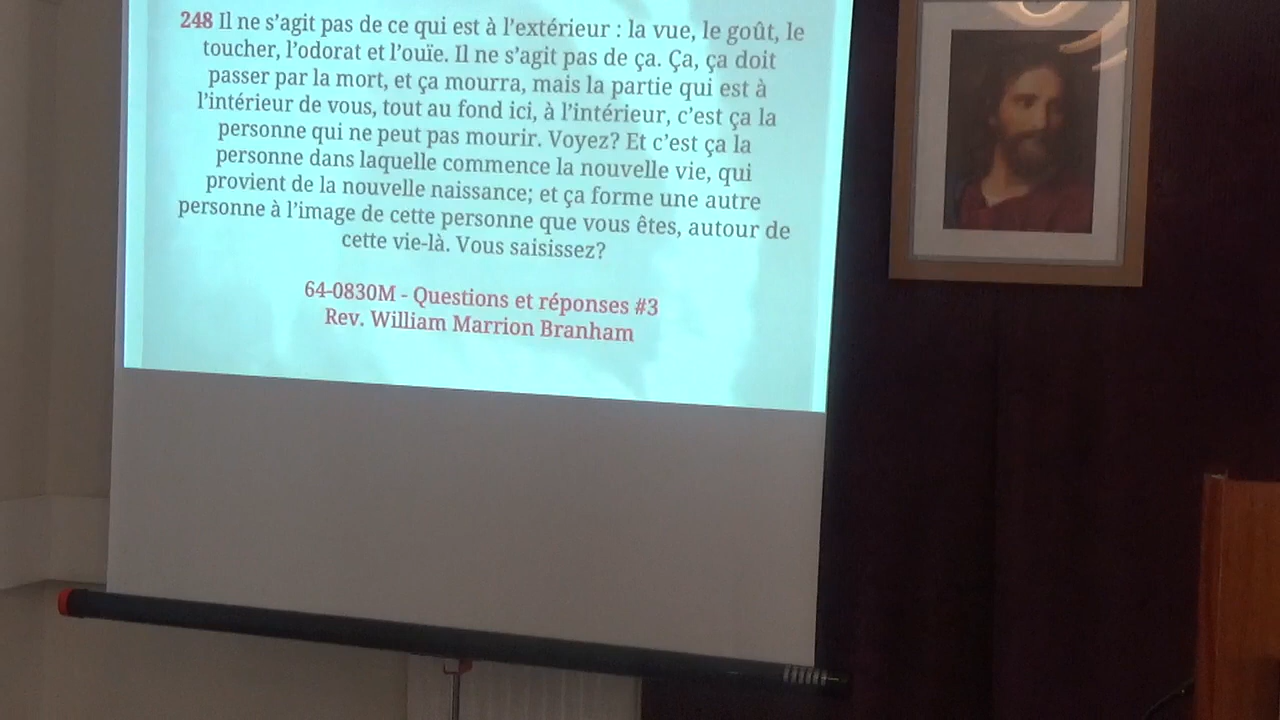 248 Il ne s'agit pas de ce qui est à l'extérieur : la vue, le goût, le
toucher, l'odorat et l'ouïe. Il ne s'agit pas de ça. Ça, ça doit
passer par la mort, et ça mourra, mais la partie qui est à
l'intérieur de vous, tout au fond ici, à l'intérieur, c'est ça la
personne qui ne peut pas mourir. Voyez? Et c'est ça la
personne dans laquelle commence la nouvelle vie, qui
provient de la nouvelle naissance; et ça forme une autre
personne à l'image de cette personne que vous êtes, autour de
cette vie-là. Vous saisissez?
64-0830M - Questions et réponses #3
Rev. William Marrion Branham